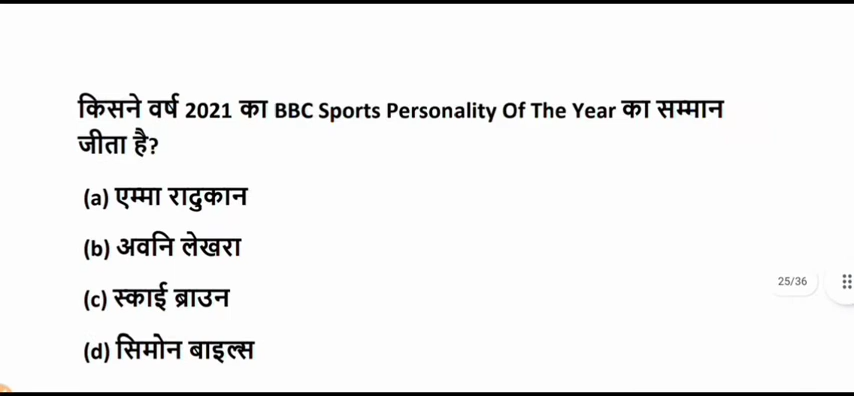 किसने वर्ष 2021 का BBC Sports Personality Of The Year का सम्मान
जीता है?
(a) एम्मा रादुकान
(b) अवनि लेखरा
25/36
(c) स्काई ब्राउन
(d) सिमोन बाइल्स